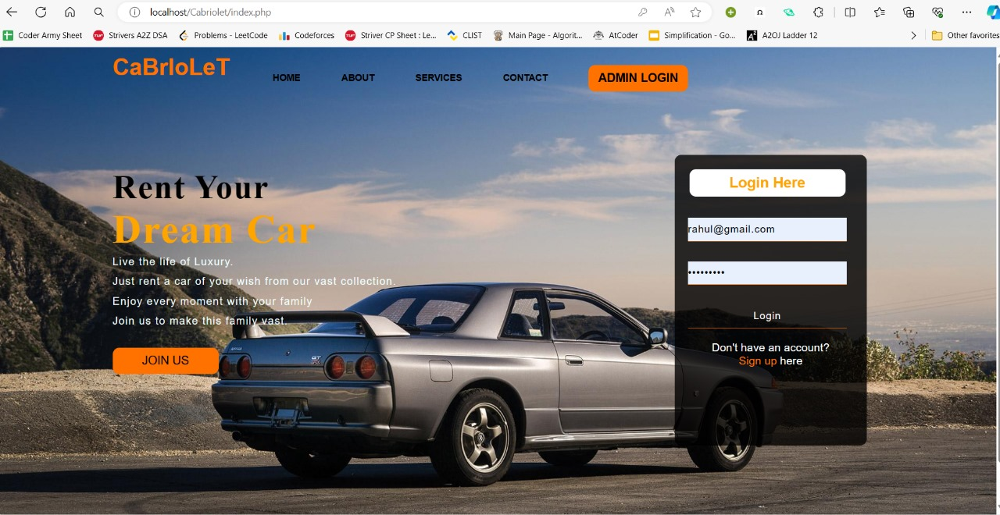 localhost/Cabriolet/index.php
Coder Army Sheet Strivers A2Z DSA Problems - LeetCode Codeforces Striver CP Sheet : Le... CLIST Main Page - Algorit... AtCoder Simplification - Go... A2OJ Ladder 12 Other favorites
CaBrIoLeT
HOME ABOUT SERVICES CONTACT ADMIN LOGIN
Rent Your
Dream Car
Live the life of Luxury.
Just rent a car of your wish from our vast collection.
Enjoy every moment with your family
Join us to make this family vast.
JOIN US
Login Here
rahul@gmail.com
•••••••••
Login
Don't have an account?
Sign up here
GT